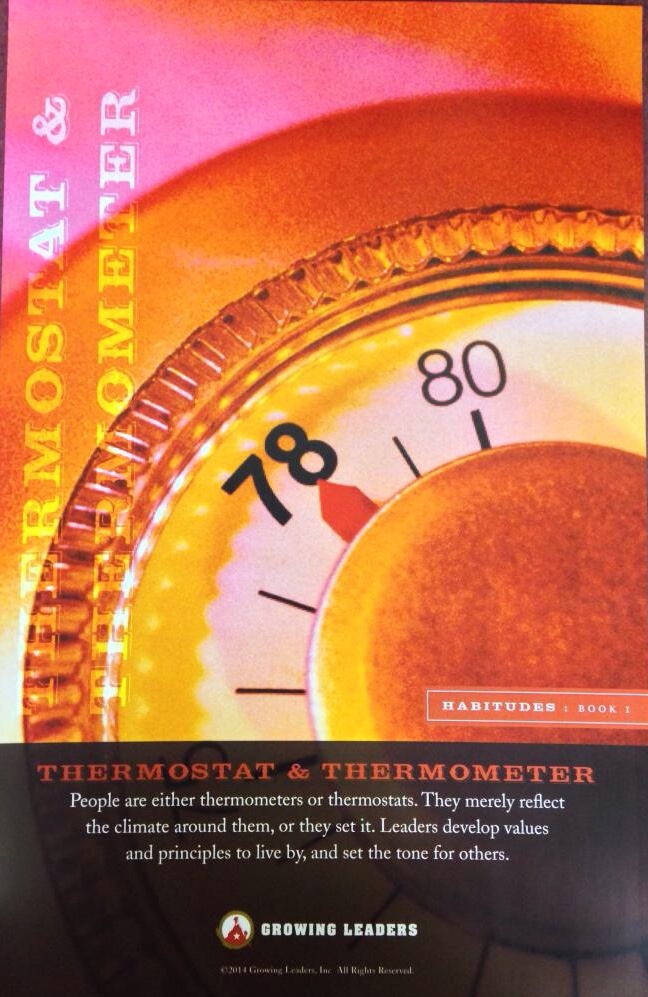 THERMOSTAT &
THERMOMETER
80
78
HABITUDES : BOOK 1
THERMOSTAT & THERMOMETER
People are either thermometers or thermostats. They merely reflect
the climate around them, or they set it. Leaders develop values
and principles to live by, and set the tone for others.
GROWING LEADERS
©2014 Growing Leaders, Inc All Rights Reserved.